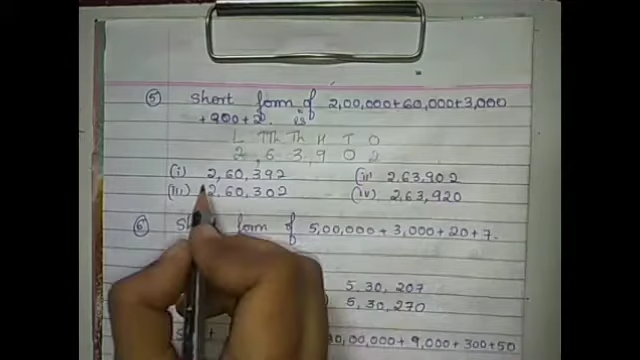 ⑤ Short form of 2,00,000+60,000+3,000
+900+2. is
L TTh Th H T O
2, 6 3, 9 0 2
(i) 2,60,392 (ii) 2,63,902
(iii) 2,60,302 (iv) 2,63,920
⑥ form of 5,00,000+3,000+20+7.
5,30,207
5,30,270
00,000+9,000+300+50